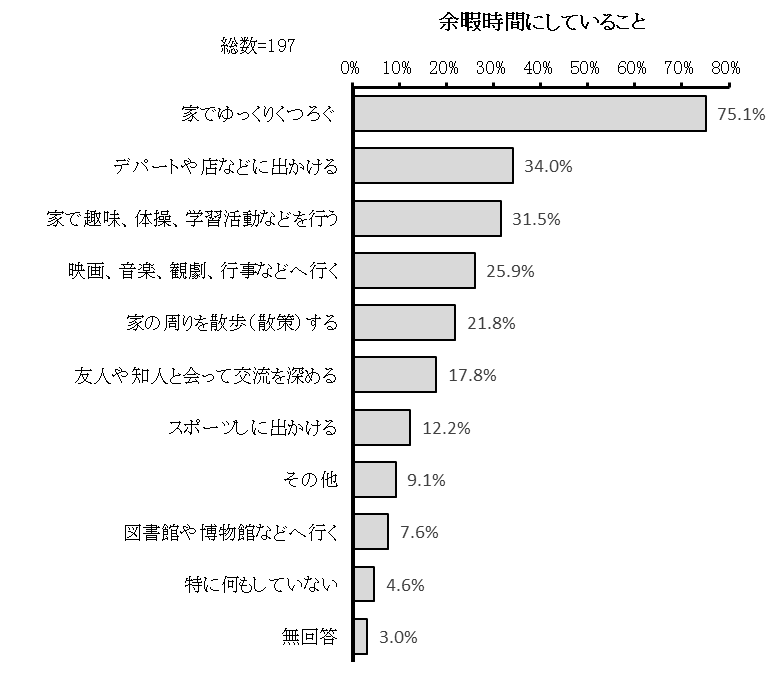 余暇時間にしていること
総数=197
0% 10% 20% 30% 40% 50% 60% 70% 80%
家でゆっくりくつろぐ 75.1%
デパートや店などに出かける 34.0%
家で趣味、体操、学習活動などを行う 31.5%
映画、音楽、観劇、行事などへ行く 25.9%
家の周りを散歩（散策）する 21.8%
友人や知人と会って交流を深める 17.8%
スポーツしに出かける 12.2%
その他 9.1%
図書館や博物館などへ行く 7.6%
特に何もしていない 4.6%
無回答 3.0%